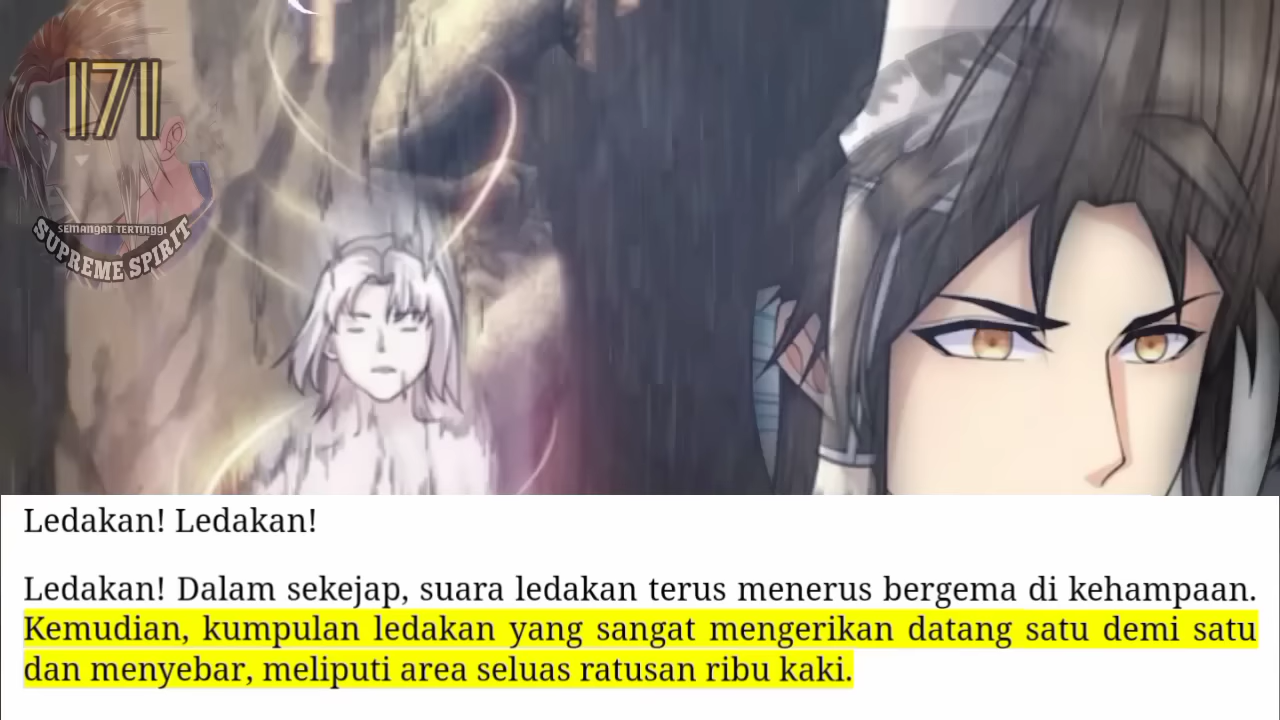 171
SEMANGAT TERTINGGI
SUPREME SPIRIT
Ledakan! Ledakan!
Ledakan! Dalam sekejap, suara ledakan terus menerus bergema di kehampaan.
Kemudian, kumpulan ledakan yang sangat mengerikan datang satu demi satu
dan menyebar, meliputi area seluas ratusan ribu kaki.